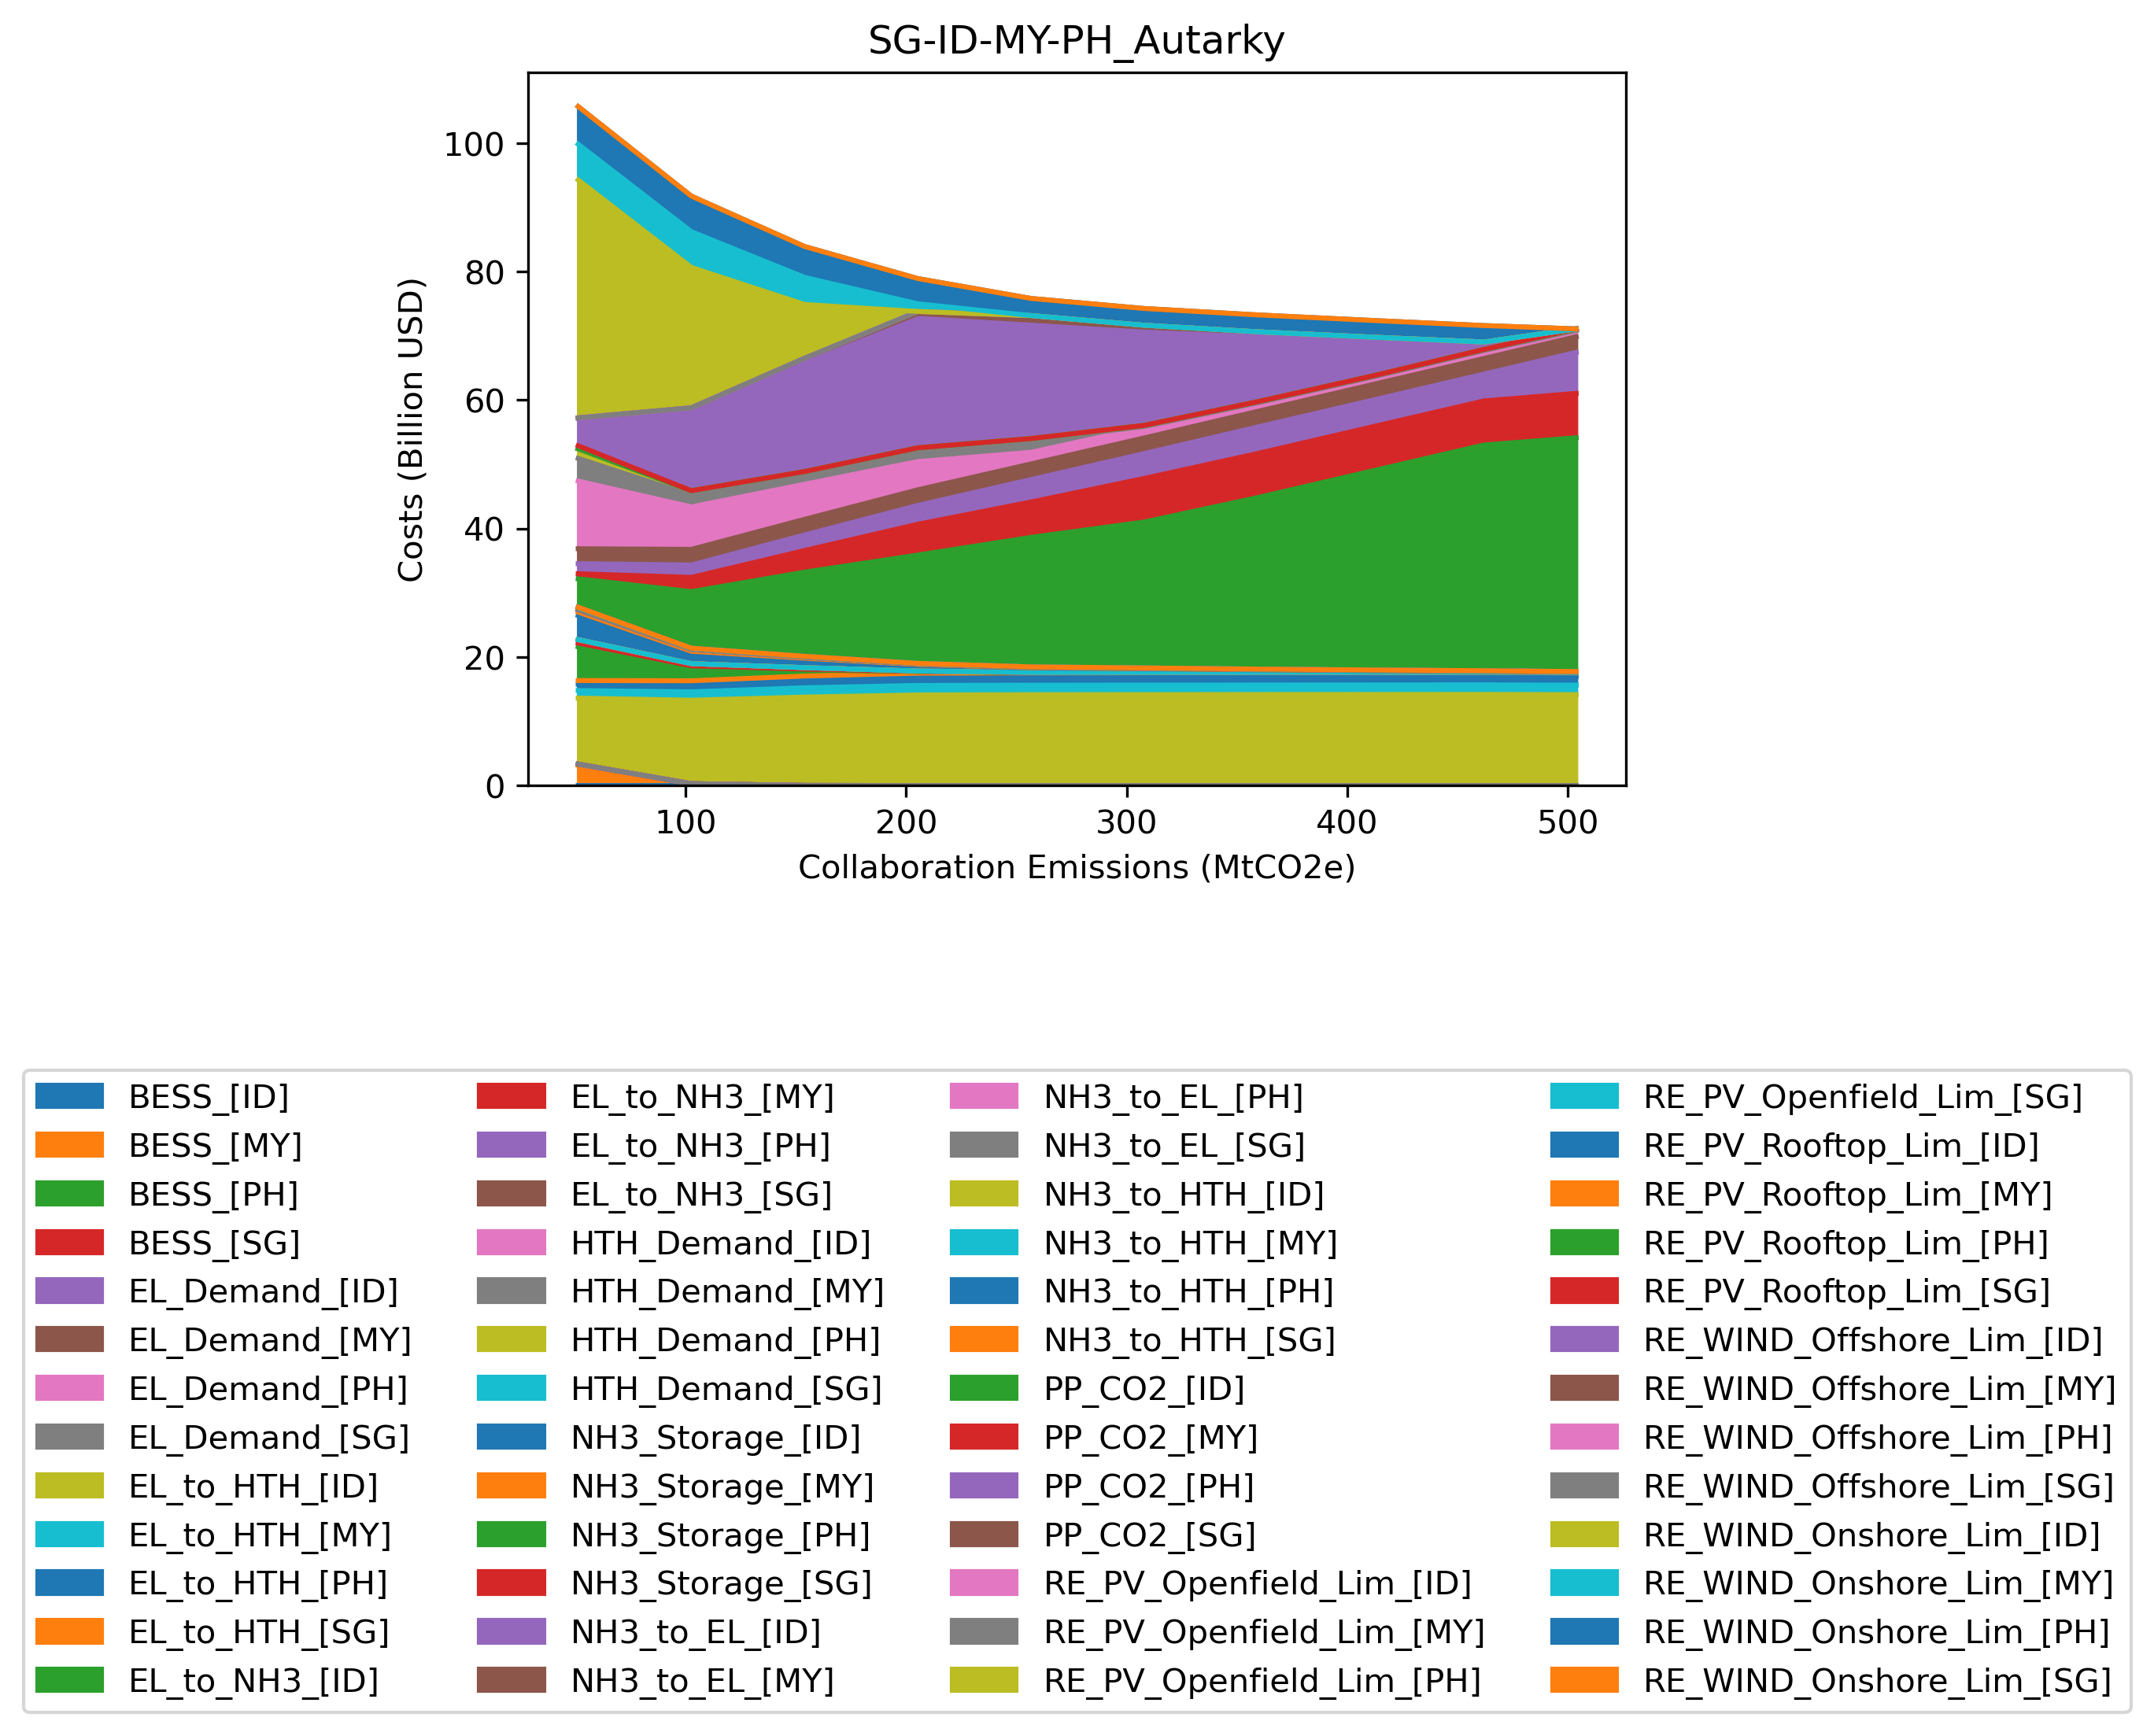 SG-ID-MY-PH_Autarky
Costs (Billion USD)
100
80
60
40
20
0
100 200 300 400 500
Collaboration Emissions (MtCO2e)
BESS_[ID]
BESS_[MY]
BESS_[PH]
BESS_[SG]
EL_Demand_[ID]
EL_Demand_[MY]
EL_Demand_[PH]
EL_Demand_[SG]
EL_to_HTH_[ID]
EL_to_HTH_[MY]
EL_to_HTH_[PH]
EL_to_HTH_[SG]
EL_to_NH3_[ID]
EL_to_NH3_[MY]
EL_to_NH3_[PH]
EL_to_NH3_[SG]
HTH_Demand_[ID]
HTH_Demand_[MY]
HTH_Demand_[PH]
HTH_Demand_[SG]
NH3_Storage_[ID]
NH3_Storage_[MY]
NH3_Storage_[PH]
NH3_Storage_[SG]
NH3_to_EL_[ID]
NH3_to_EL_[MY]
NH3_to_EL_[PH]
NH3_to_EL_[SG]
NH3_to_HTH_[ID]
NH3_to_HTH_[MY]
NH3_to_HTH_[PH]
NH3_to_HTH_[SG]
PP_CO2_[ID]
PP_CO2_[MY]
PP_CO2_[PH]
PP_CO2_[SG]
RE_PV_Openfield_Lim_[ID]
RE_PV_Openfield_Lim_[MY]
RE_PV_Openfield_Lim_[PH]
RE_PV_Openfield_Lim_[SG]
RE_PV_Rooftop_Lim_[ID]
RE_PV_Rooftop_Lim_[MY]
RE_PV_Rooftop_Lim_[PH]
RE_PV_Rooftop_Lim_[SG]
RE_WIND_Offshore_Lim_[ID]
RE_WIND_Offshore_Lim_[MY]
RE_WIND_Offshore_Lim_[PH]
RE_WIND_Offshore_Lim_[SG]
RE_WIND_Onshore_Lim_[ID]
RE_WIND_Onshore_Lim_[MY]
RE_WIND_Onshore_Lim_[PH]
RE_WIND_Onshore_Lim_[SG]